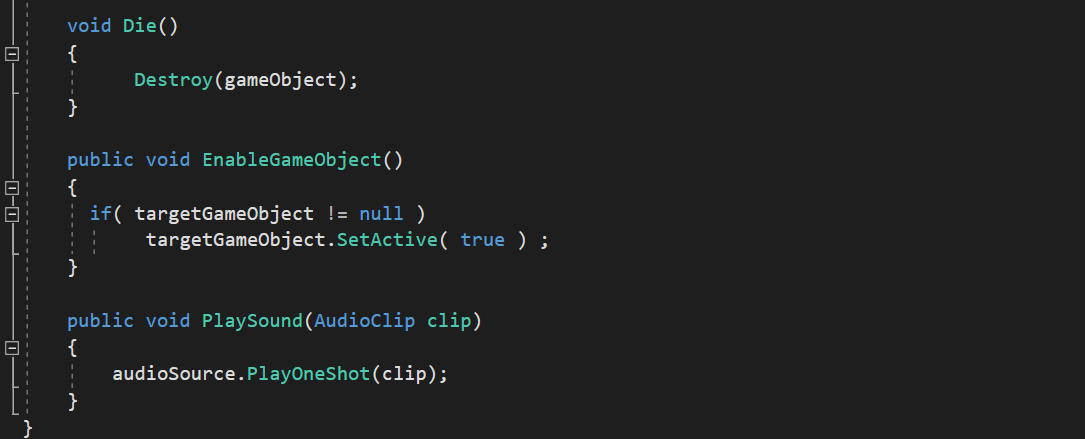 void Die()
{
Destroy(gameObject);
}
public void EnableGameObject()
{
if( targetGameObject != null )
targetGameObject.SetActive( true ) ;
}
public void PlaySound(AudioClip clip)
{
audioSource.PlayOneShot(clip);
}
}